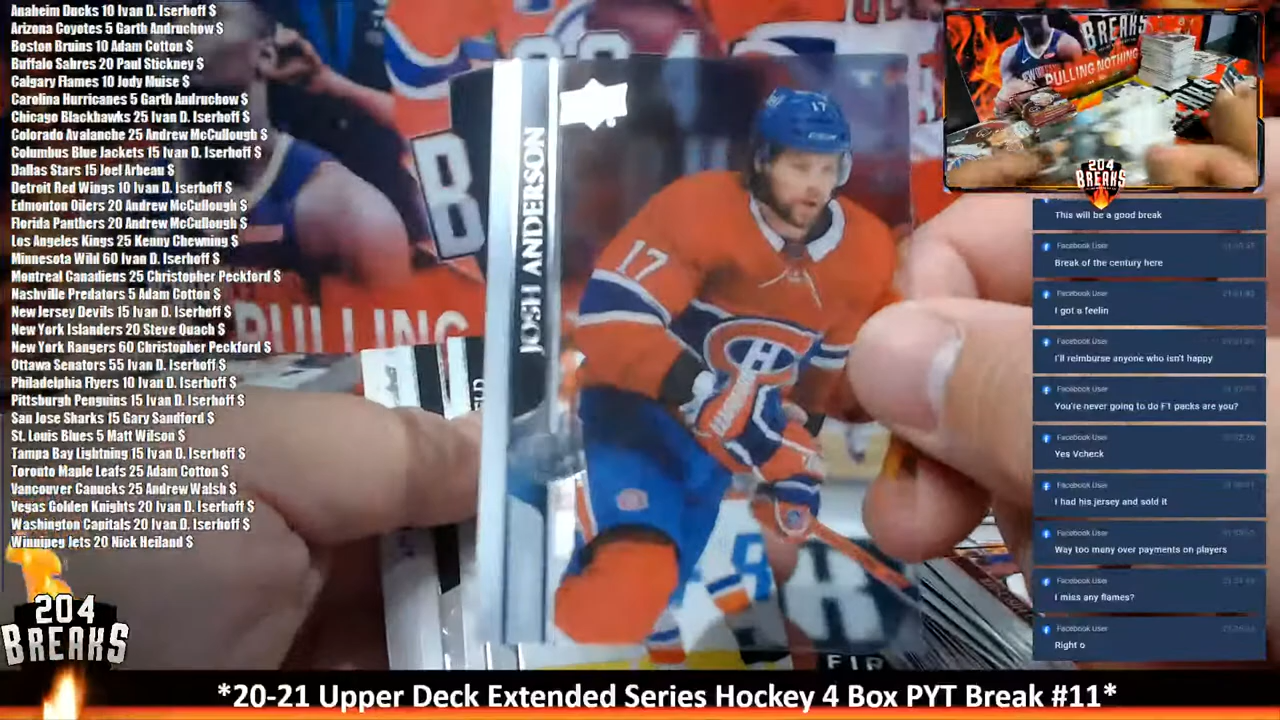 Anaheim Ducks 10 Ivan D. Iserhoff $
Arizona Coyotes 5 Garth Andruchow $
Boston Bruins 10 Adam Cotton $
Buffalo Sabres 20 Paul Stickney $
Calgary Flames 10 Jody Muise $
Carolina Hurricanes 5 Garth Andruchow $
Chicago Blackhawks 25 Ivan D. Iserhoff $
Colorado Avalanche 25 Andrew McCullough $
Columbus Blue Jackets 15 Ivan D. Iserhoff $
Dallas Stars 15 Joel Arbeau $
Detroit Red Wings 10 Ivan D. Iserhoff $
Edmonton Oilers 20 Andrew McCullough $
Florida Panthers 20 Andrew McCullough $
Los Angeles Kings 25 Kenny Chewning $
Minnesota Wild 60 Ivan D. Iserhoff $
Montreal Canadiens 25 Christopher Peckford $
Nashville Predators 5 Adam Cotton $
New Jersey Devils 15 Ivan D. Iserhoff $
New York Islanders 20 Steve Quach $
New York Rangers 60 Christopher Peckford $
Ottawa Senators 55 Ivan D. Iserhoff $
Philadelphia Flyers 10 Ivan D. Iserhoff $
Pittsburgh Penguins 15 Ivan D. Iserhoff $
San Jose Sharks 15 Gary Sandford $
St. Louis Blues 5 Matt Wilson $
Tampa Bay Lightning 15 Ivan D. Iserhoff $
Toronto Maple Leafs 25 Adam Cotton $
Vancouver Canucks 25 Andrew Walsh $
Vegas Golden Knights 20 Ivan D. Iserhoff $
Washington Capitals 20 Ivan D. Iserhoff $
Winnipeg Jets 20 Nick Heiland $
204
BREAKS
B
PULLING
JOSH ANDERSON
17
17
FIR
BREAKS
PULLING NOTHING
204
BREAKS
This will be a good break
Facebook User
Break of the century here
Facebook User
I got a feelin
Facebook User
I'll reimburse anyone who isn't happy
Facebook User
You're never going to do F1 packs are you?
Facebook User
Yes Vcheck
Facebook User
I had his jersey and sold it
Facebook User
Way too many over payments on players
Facebook User
I miss any flames?
Facebook User
Right o
*20-21 Upper Deck Extended Series Hockey 4 Box PYT Break #11*